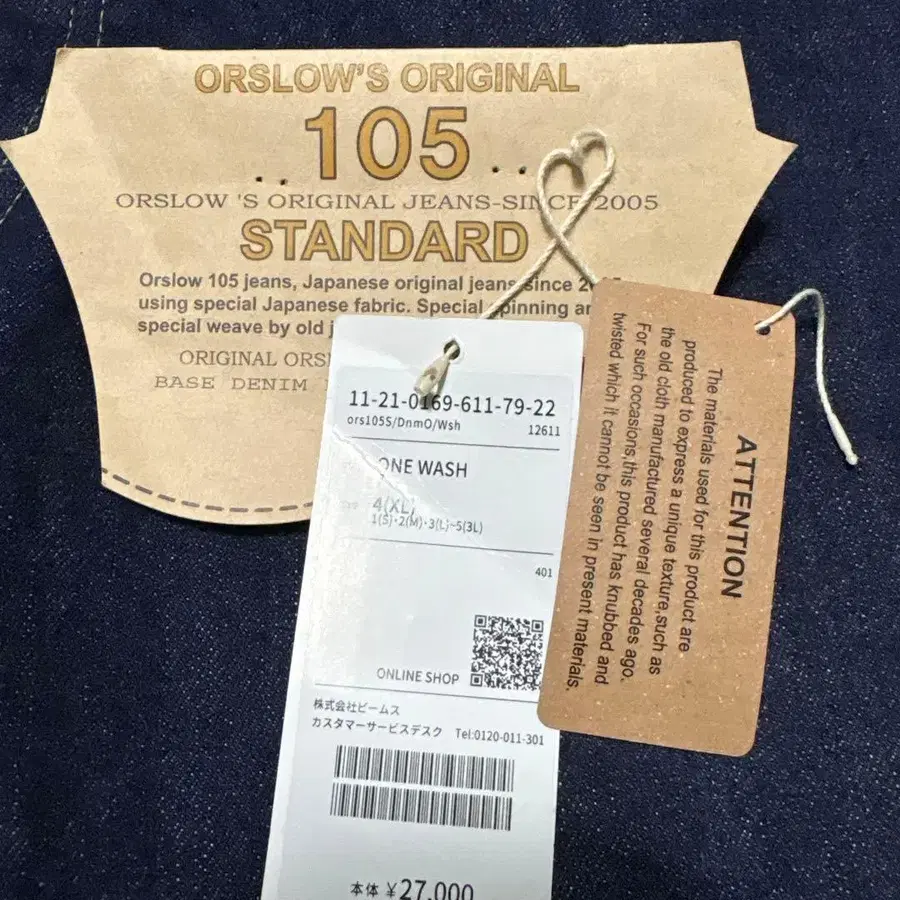 ORSLOW'S ORIGINAL
105
ORSLOW 'S ORIGINAL JEANS-SINCE 2005
STANDARD
Orslow 105 jeans, Japanese original jeans since
using special Japanese fabric. Special spinning
special weave by old
ORIGINAL
BASE DENIM
11-21-0169-611-79-22
ors105S/DnmO/Wsh 12611
ONE WASH
4(XL)
1(S)・2(M)・3(L)~5(3L)
401
ONLINE SHOP
株式会社ビームス
カスタマーサービスデスク Tel:0120-011-301
本体 ¥27,000
ATTENTION
The materials used for this product are
produced to express a unique texture,such as
the old cloth manufactured several decades ago.
For such occasions,this product has knubbed and
twisted which it cannot be seen in present materials.